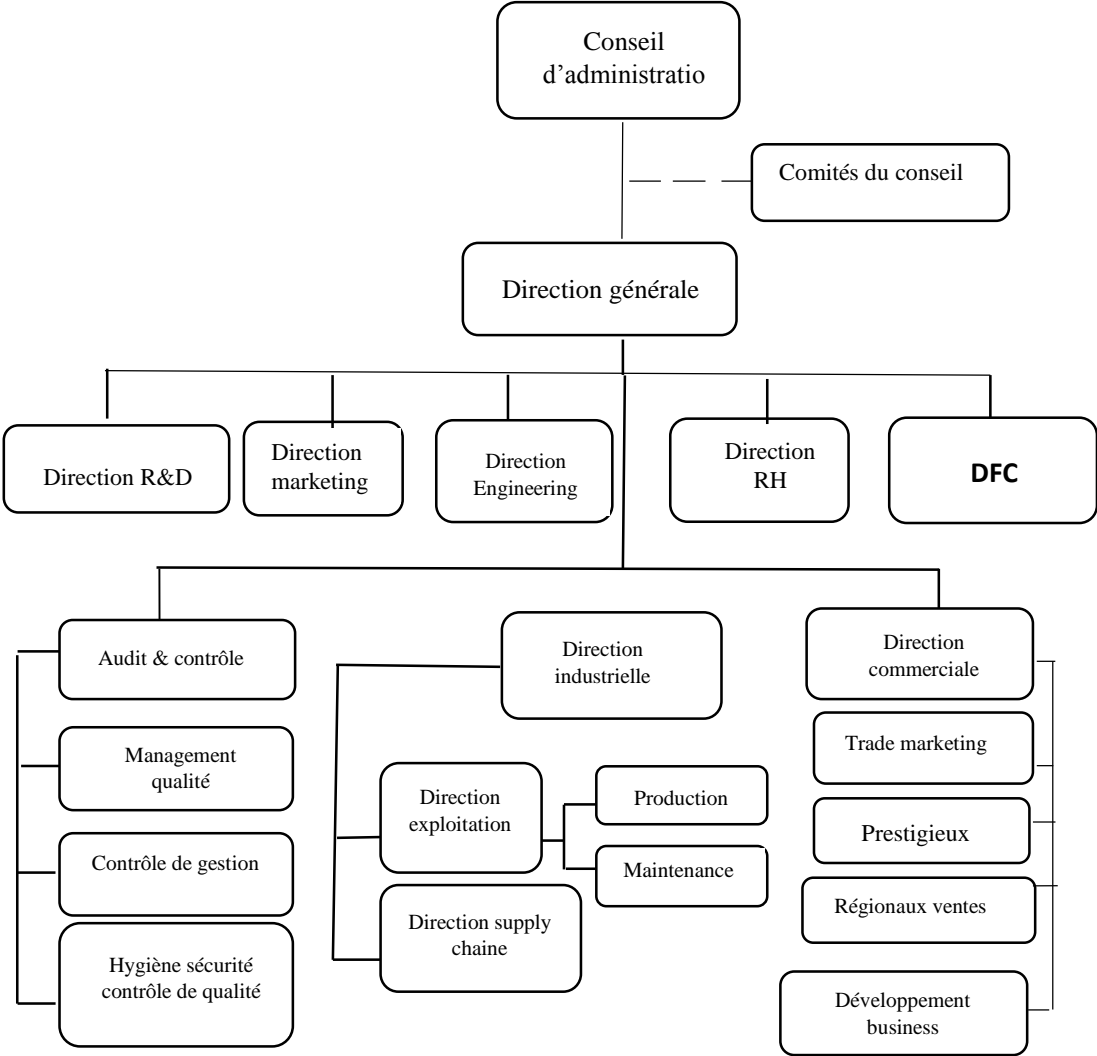 Conseil
d’administratio
Comités du conseil
Direction générale
Direction R&D
Direction
marketing
Direction
Engineering
Direction
RH
DFC
Audit & contrôle
Management
qualité
Contrôle de gestion
Hygiène sécurité
contrôle de qualité
Direction
industrielle
Direction
exploitation
Production
Maintenance
Direction supply
chaine
Direction
commerciale
Trade marketing
Prestigieux
Régionaux ventes
Développement
business